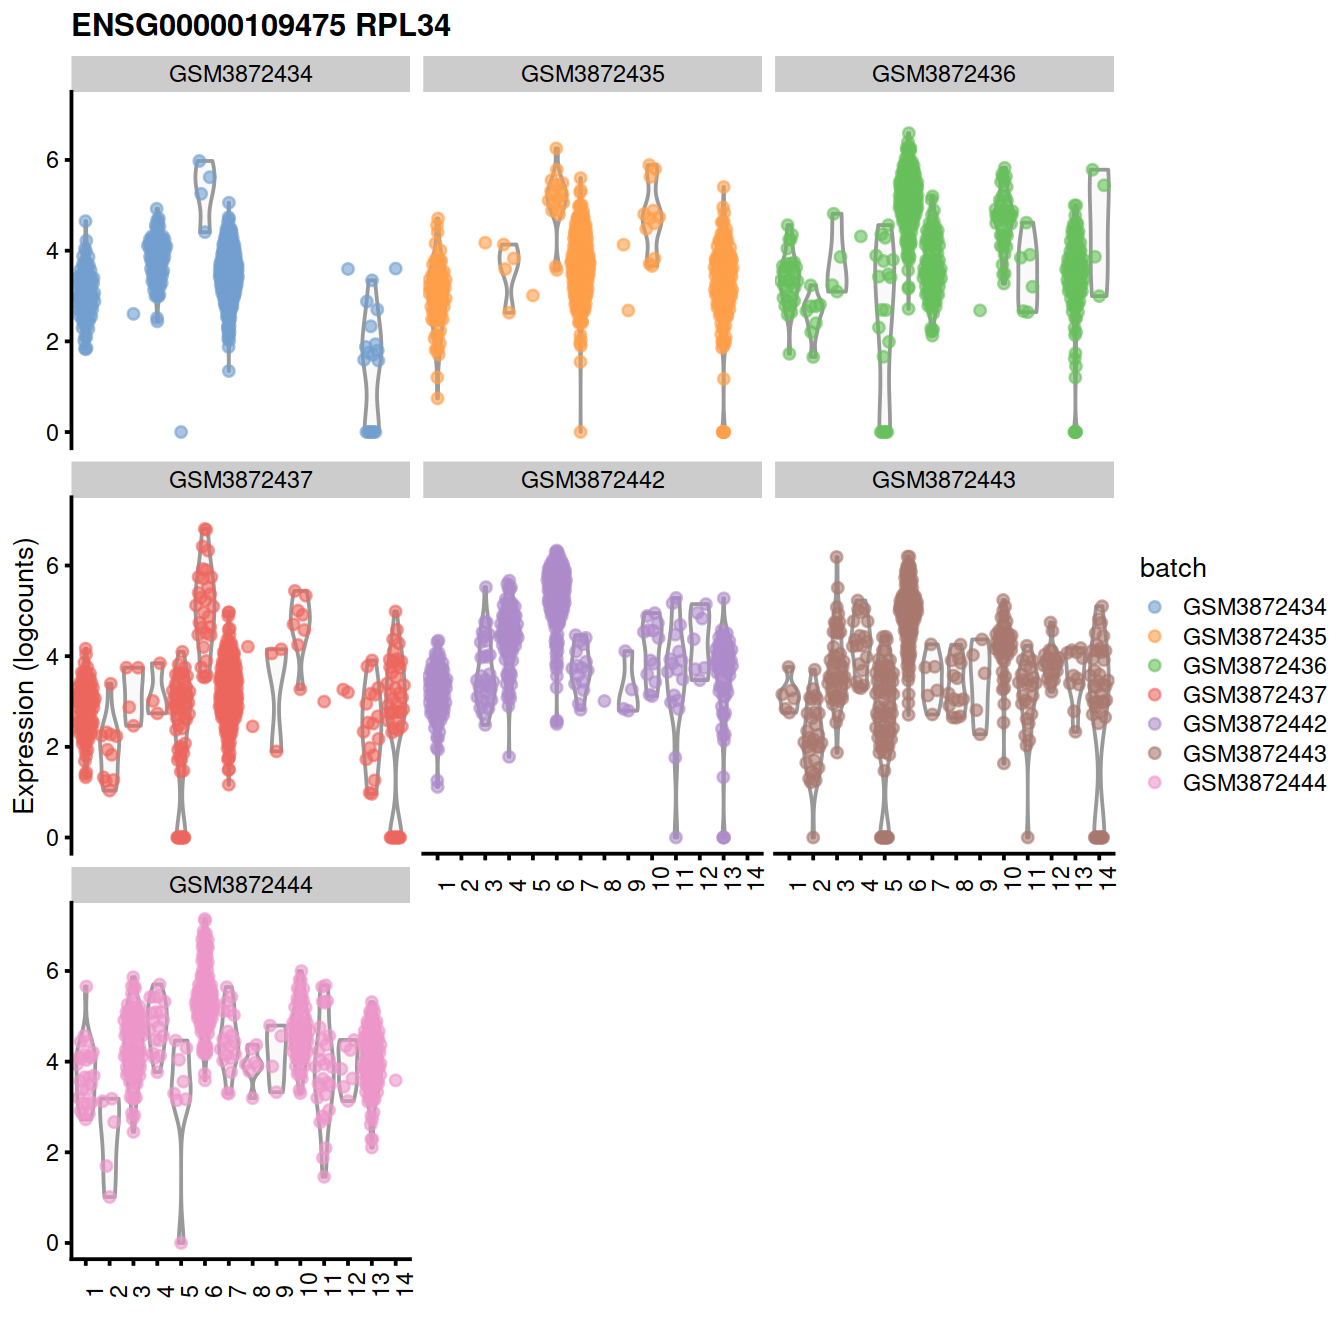 ENSG00000109475 RPL34
GSM3872434 GSM3872435 GSM3872436
6
4
2
0
GSM3872437 GSM3872442 GSM3872443
6
4
2
0
Expression (logcounts)
batch
GSM3872434
GSM3872435
GSM3872436
GSM3872437
GSM3872442
GSM3872443
GSM3872444
1 2 3 4 5 6 7 8 9 10 11 12 13 14
1 2 3 4 5 6 7 8 9 10 11 12 13 14
GSM3872444
6
4
2
0
1 2 3 4 5 6 7 8 9 10 11 12 13 14